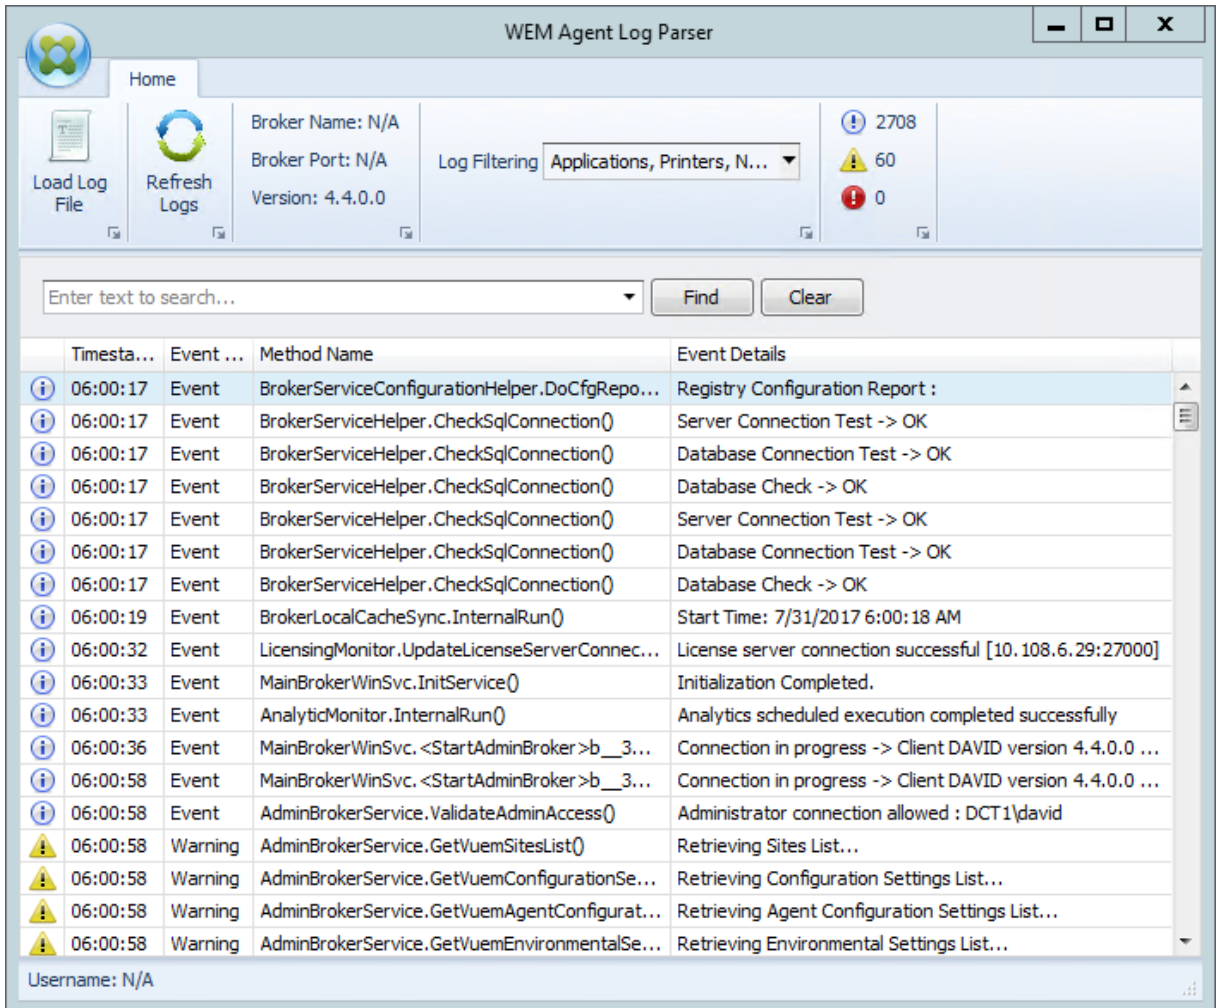 WEM Agent Log Parser
Home
Load Log File
Refresh Logs
Broker Name: N/A
Broker Port: N/A
Version: 4.4.0.0
Log Filtering Applications, Printers, N...
2708
60
0
Enter text to search...
Find
Clear
Timesta... Event ... Method Name Event Details
06:00:17 Event BrokerServiceConfigurationHelper.DoCfgRepo... Registry Configuration Report :
06:00:17 Event BrokerServiceHelper.CheckSqlConnection() Server Connection Test -> OK
06:00:17 Event BrokerServiceHelper.CheckSqlConnection() Database Connection Test -> OK
06:00:17 Event BrokerServiceHelper.CheckSqlConnection() Database Check -> OK
06:00:17 Event BrokerServiceHelper.CheckSqlConnection() Server Connection Test -> OK
06:00:17 Event BrokerServiceHelper.CheckSqlConnection() Database Connection Test -> OK
06:00:17 Event BrokerServiceHelper.CheckSqlConnection() Database Check -> OK
06:00:19 Event BrokerLocalCacheSync.InternalRun() Start Time: 7/31/2017 6:00:18 AM
06:00:32 Event LicensingMonitor.UpdateLicenseServerConnec... License server connection successful [10.108.6.29:27000]
06:00:33 Event MainBrokerWinSvc.InitService() Initialization Completed.
06:00:33 Event AnalyticMonitor.InternalRun() Analytics scheduled execution completed successfully
06:00:36 Event MainBrokerWinSvc.<StartAdminBroker>b__3... Connection in progress -> Client DAVID version 4.4.0.0 ...
06:00:58 Event MainBrokerWinSvc.<StartAdminBroker>b__3... Connection in progress -> Client DAVID version 4.4.0.0 ...
06:00:58 Event AdminBrokerService.ValidateAdminAccess() Administrator connection allowed : DCT1\david
06:00:58 Warning AdminBrokerService.GetVuemSitesList() Retrieving Sites List...
06:00:58 Warning AdminBrokerService.GetVuemConfigurationSe... Retrieving Configuration Settings List...
06:00:58 Warning AdminBrokerService.GetVuemAgentConfigurat... Retrieving Agent Configuration Settings List...
06:00:58 Warning AdminBrokerService.GetVuemEnvironmentalSe... Retrieving Environmental Settings List...
Username: N/A